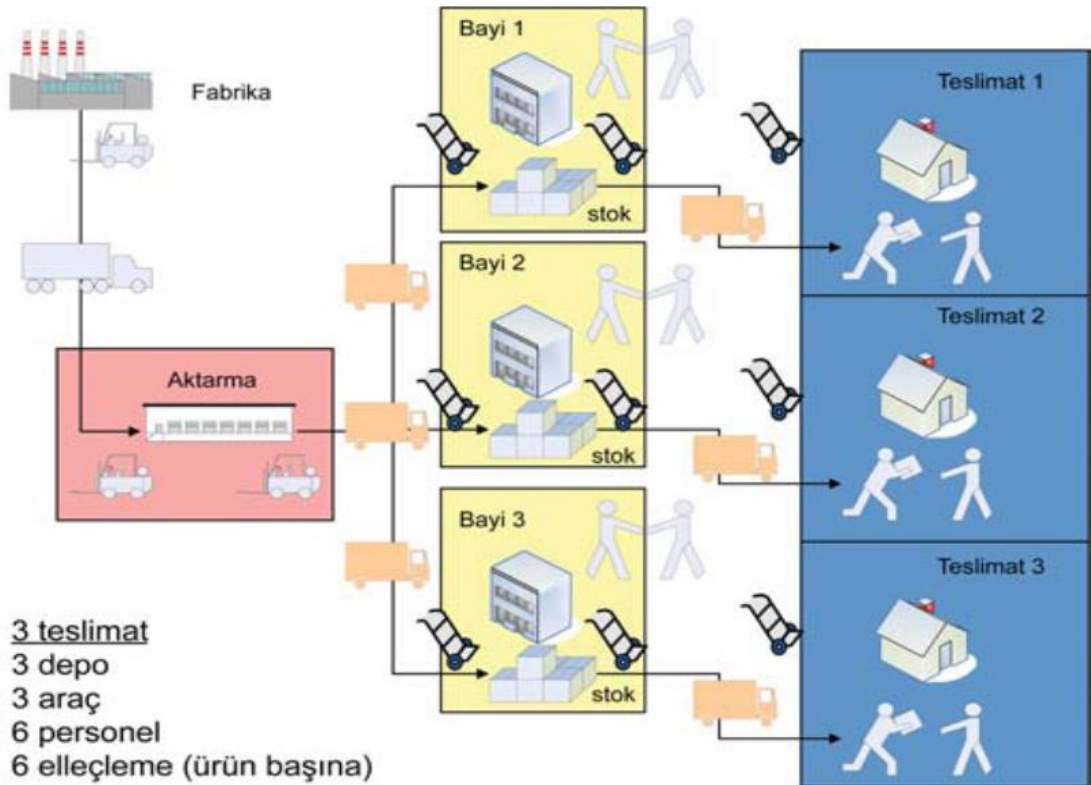 Fabrika
Aktarma
Bayi 1
stok
Bayi 2
stok
Bayi 3
stok
Teslimat 1
Teslimat 2
Teslimat 3
3 teslimat
3 depo
3 araç
6 personel
6 elleçleme (ürün başına)